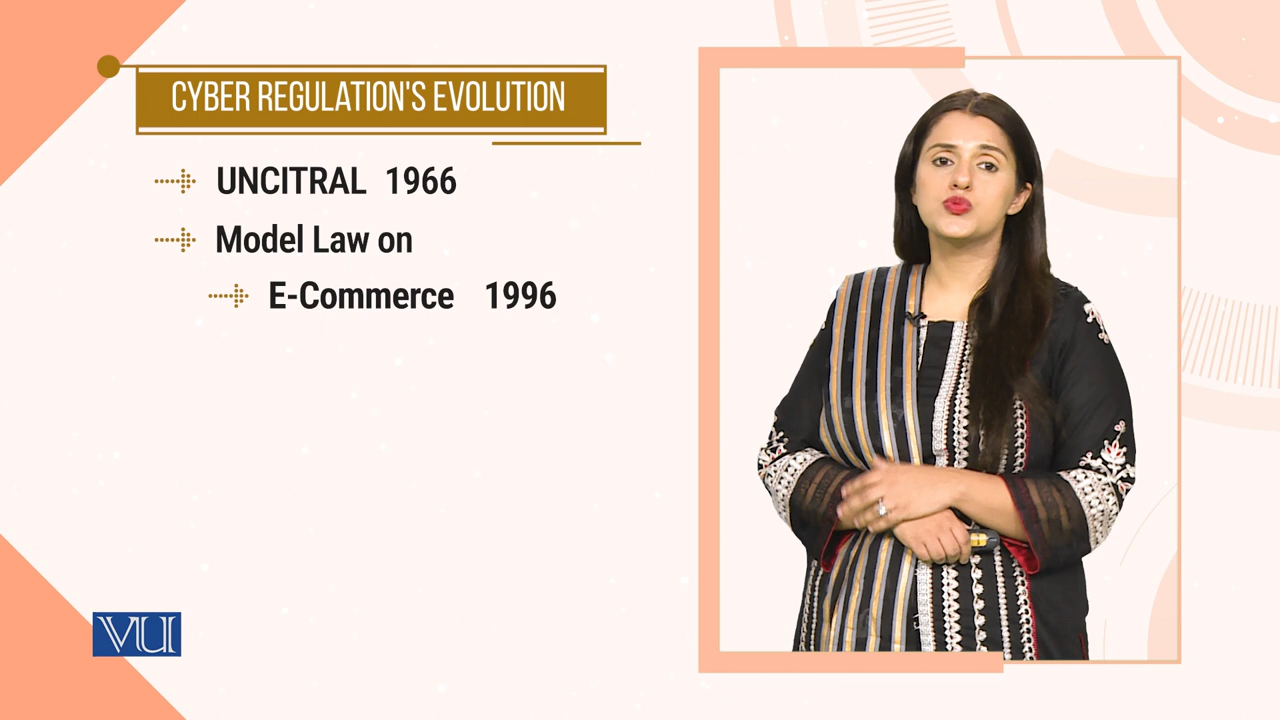 CYBER REGULATION'S EVOLUTION
UNCITRAL 1966
Model Law on
E-Commerce 1996
VU